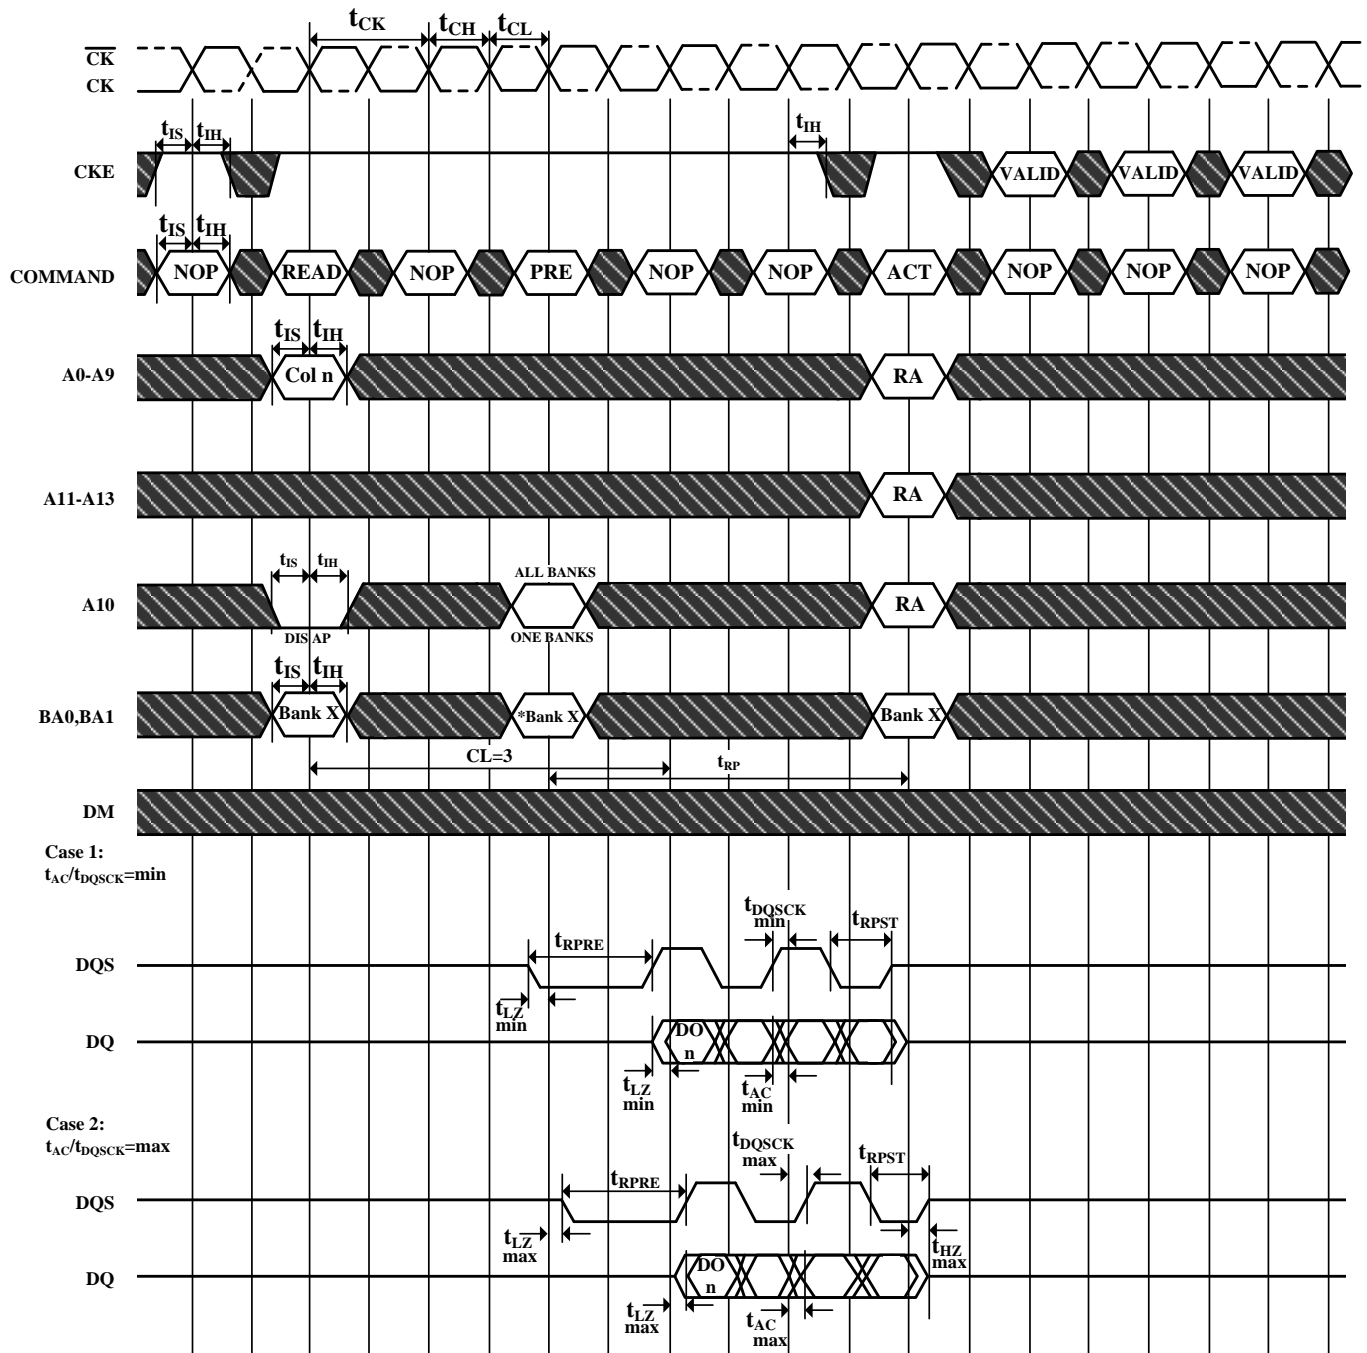 tCK tCH tCL
CK
CK
tIS tIH tIH
CKE VALID VALID VALID
tIS tIH
COMMAND NOP READ NOP PRE NOP NOP ACT NOP NOP NOP
tIS tIH
A0-A9 Col n RA
A11-A13 RA
tIS tIH ALL BANKS
A10 RA
DIS AP ONE BANKS
tIS tIH
BA0,BA1 Bank X *Bank X Bank X
CL=3 tRP
DM
Case 1:
tAC/tDQSCK=min
tDQSCK min tRPST
tRPRE
DQS
tLZ min
DQ DO n
tLZ min tAC min
Case 2:
tAC/tDQSCK=max
tDQSCK max tRPST
tRPRE
DQS
tLZ max tHZ max
DQ DO n
tLZ max tAC max